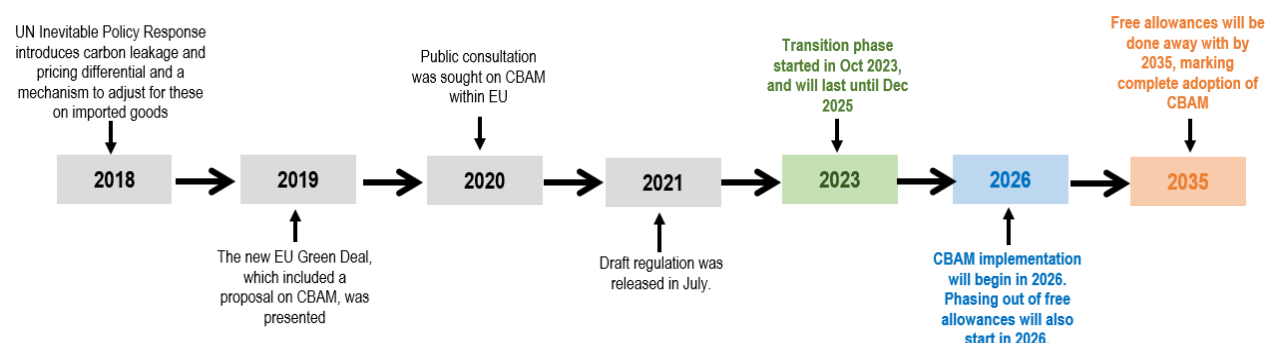 UN Inevitable Policy Response
introduces carbon leakage and
pricing differential and a
mechanism to adjust for these
on imported goods
2018
2019
The new EU Green Deal,
which included a
proposal on CBAM, was
presented
Public consultation
was sought on CBAM
within EU
2020
2021
Draft regulation was
released in July.
Transition phase
started in Oct 2023,
and will last until Dec
2025
2023
2026
CBAM implementation
will begin in 2026.
Phasing out of free
allowances will also
start in 2026.
Free allowances will be
done away with by
2035, marking
complete adoption of
CBAM
2035